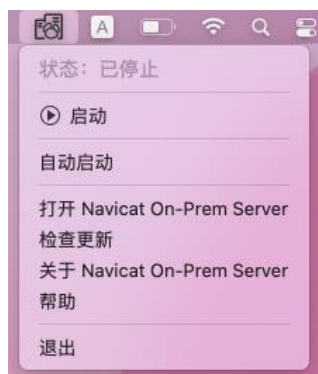 A
状态：已停止
启动
自动启动
打开 Navicat On-Prem Server
检查更新
关于 Navicat On-Prem Server
帮助
退出